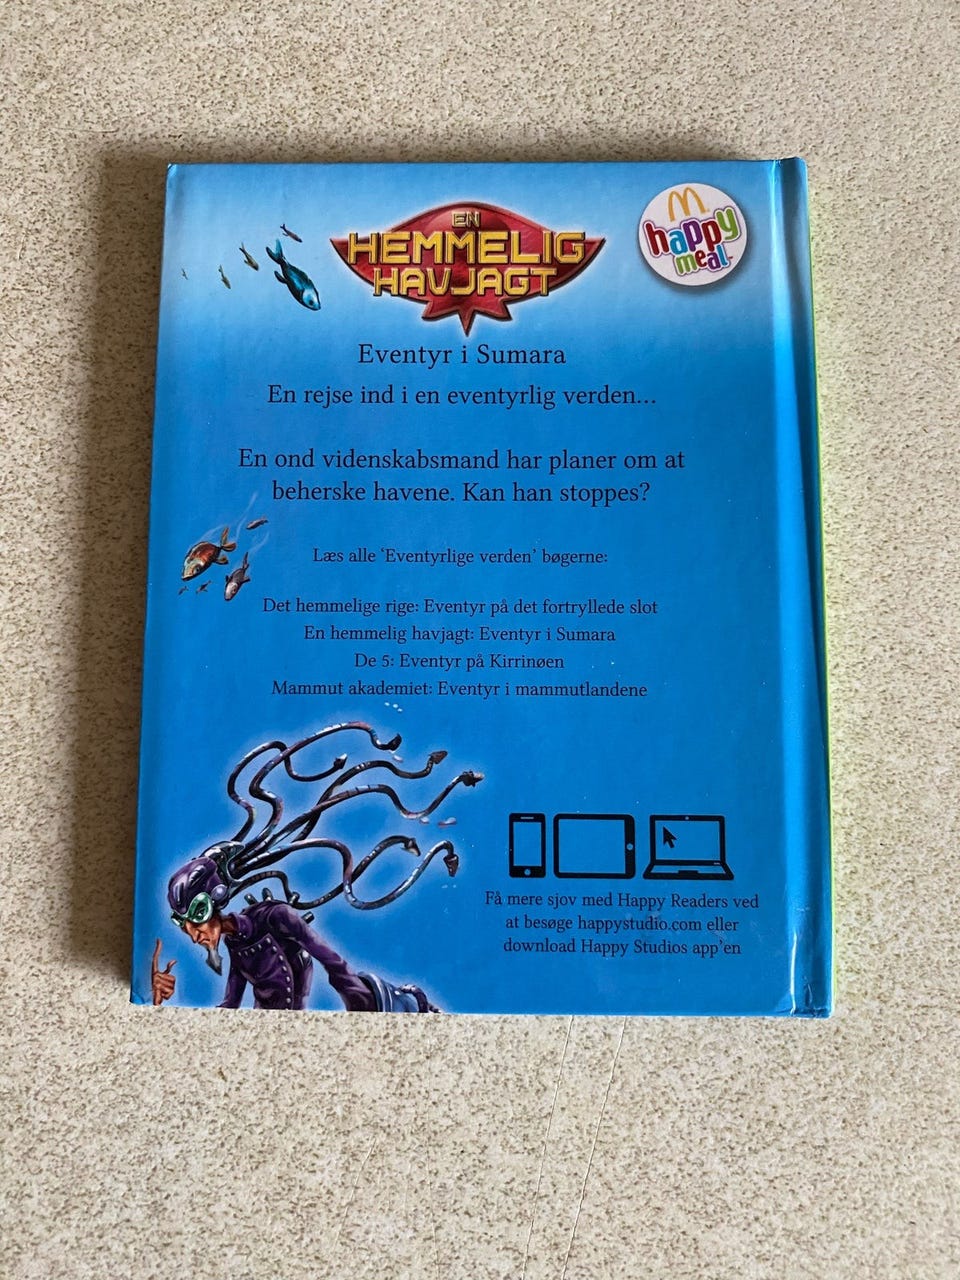 EN
HEMMELIG
HAVJAGT
happy
meal
Eventyr i Sumara
En rejse ind i en eventyrlig verden...
En ond videnskabsmand har planer om at
beherske havene. Kan han stoppes?
Læs alle ‘Eventyrlige verden’ bøgerne:
Det hemmelige rige: Eventyr på det fortryllede slot
En hemmelig havjagt: Eventyr i Sumara
De 5: Eventyr på Kirrinøen
Mammut akademiet: Eventyr i mammutlandene
Få mere sjov med Happy Readers ved
at besøge happystudio.com eller
download Happy Studios app’en